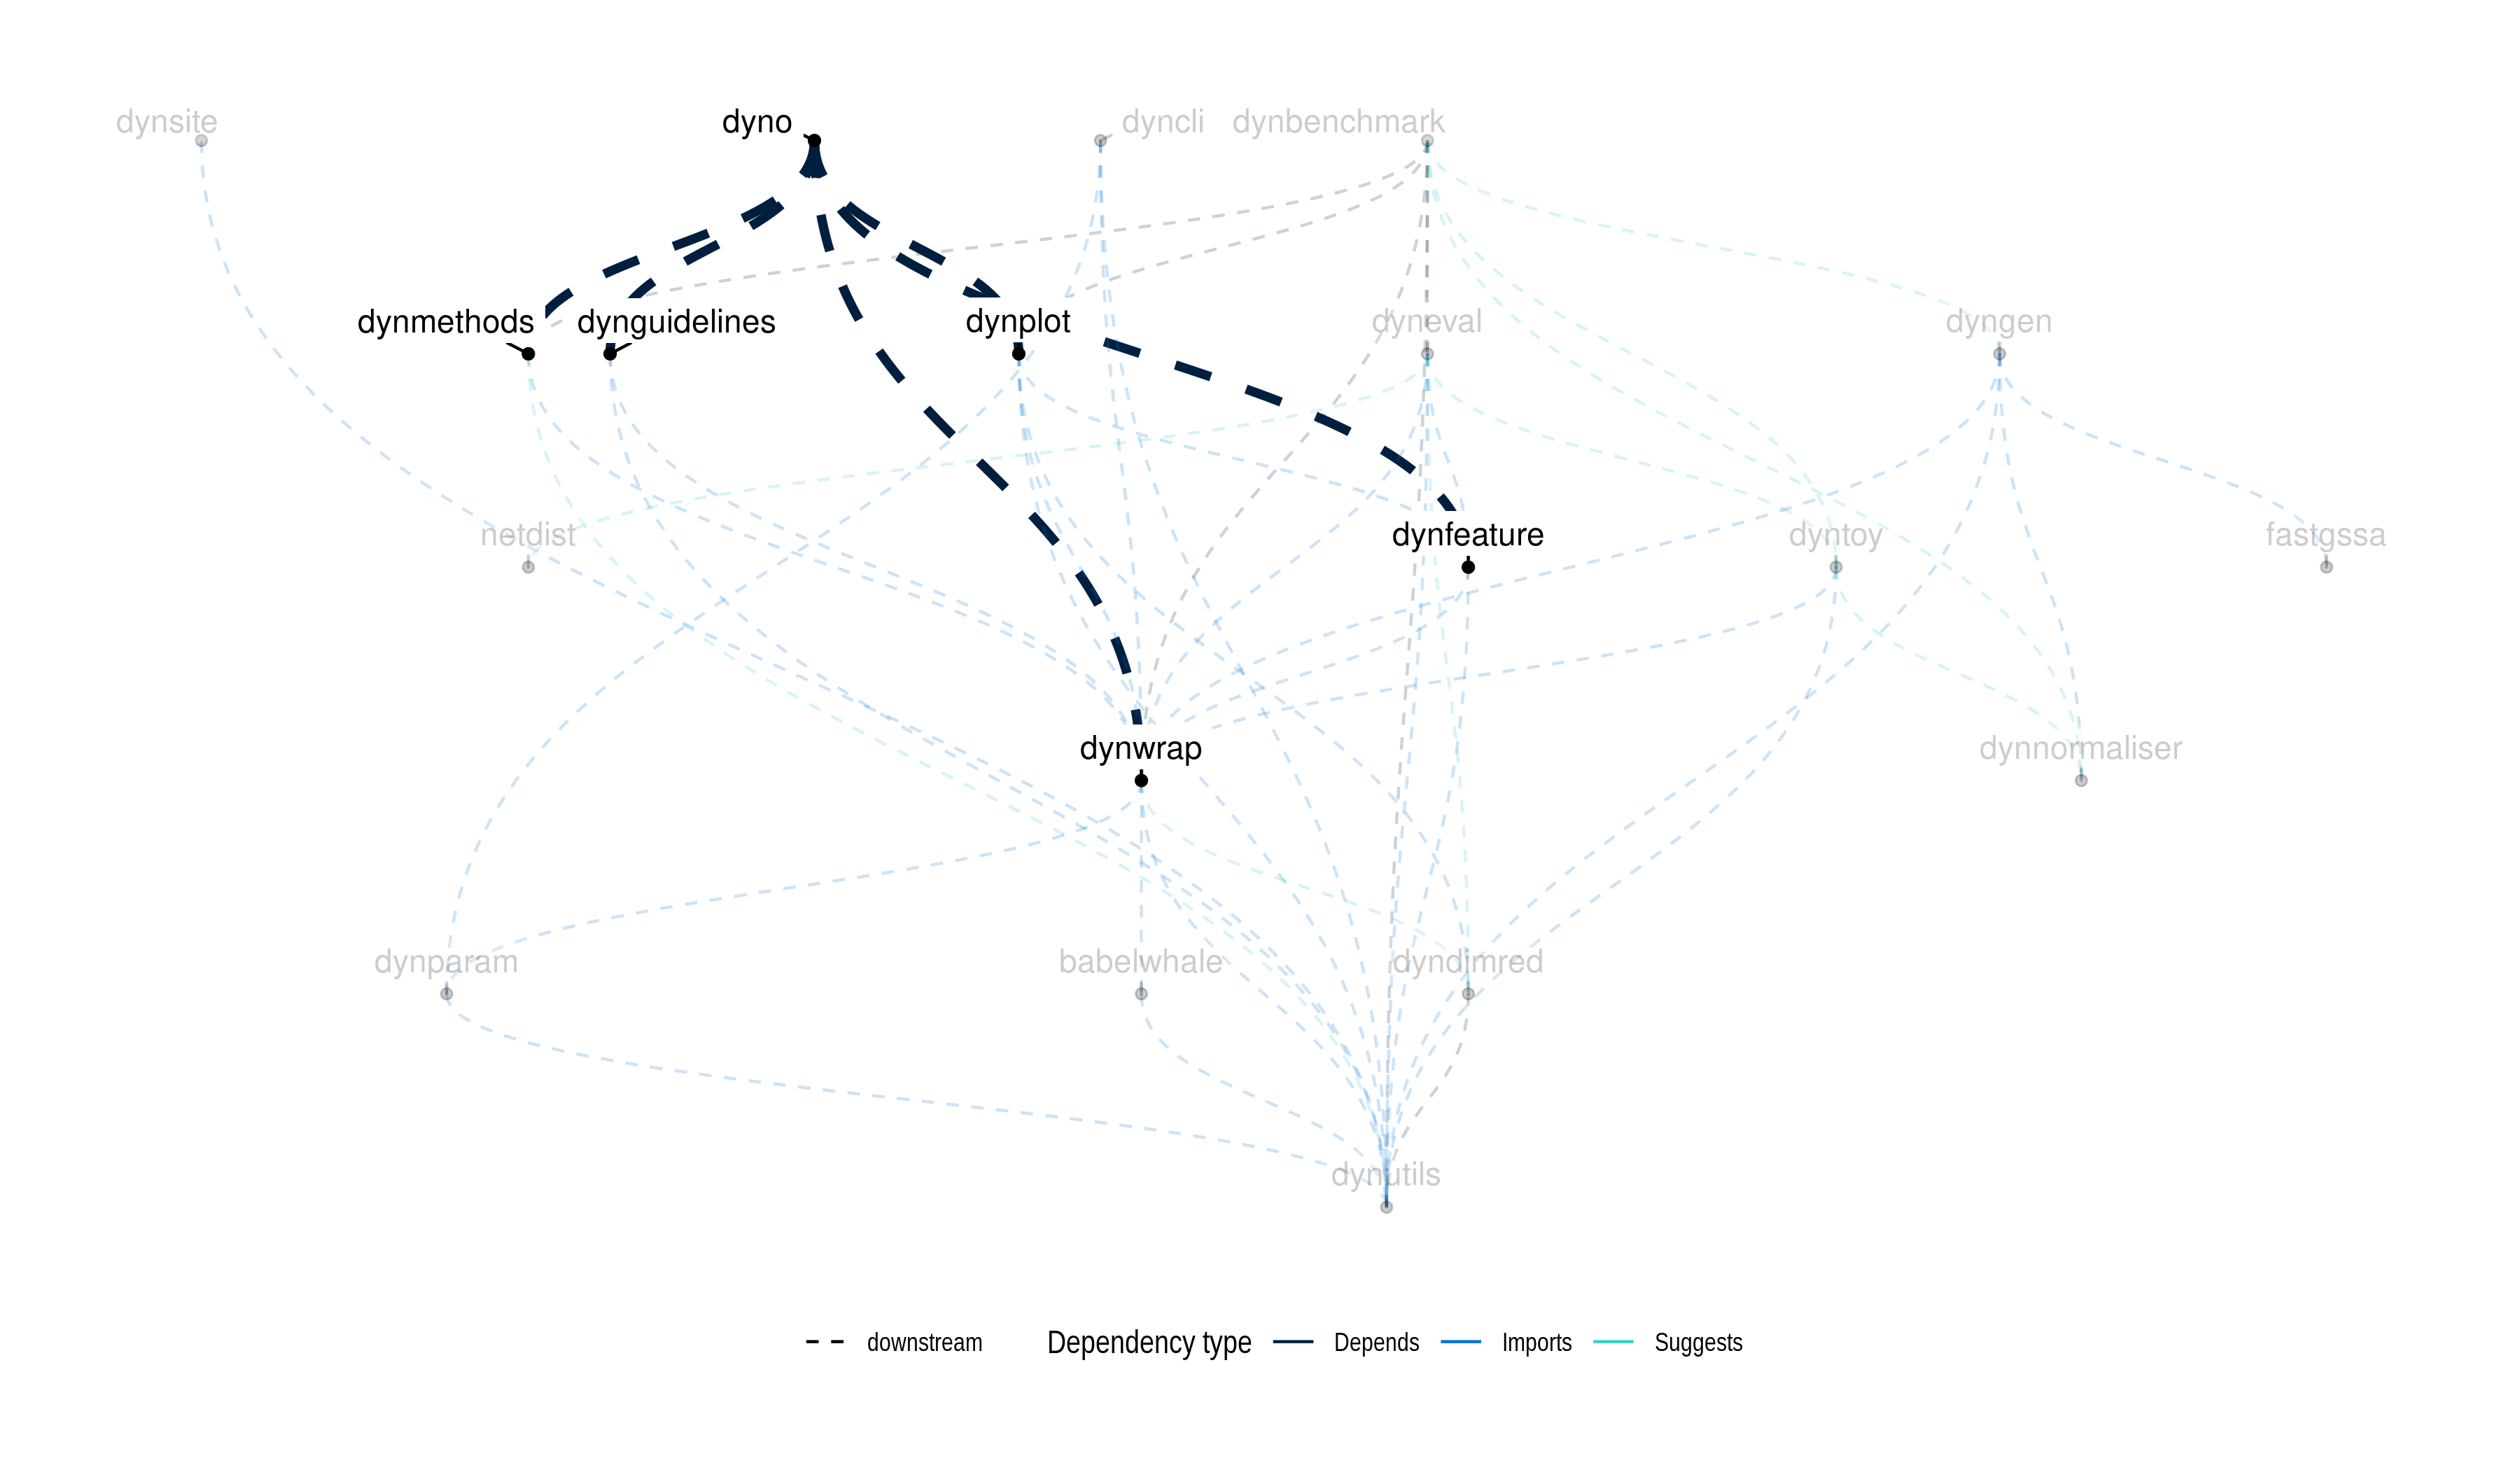 dynsite
dyno
dyncli
dynbenchmark
dynmethods
dynguidelines
dynplot
dyneval
dyngen
netdist
dynfeature
dyntoy
fastgssa
dynwrap
dynnormaliser
dynparam
babelwhale
dyndimred
dynutils
downstream
Dependency type
Depends
Imports
Suggests